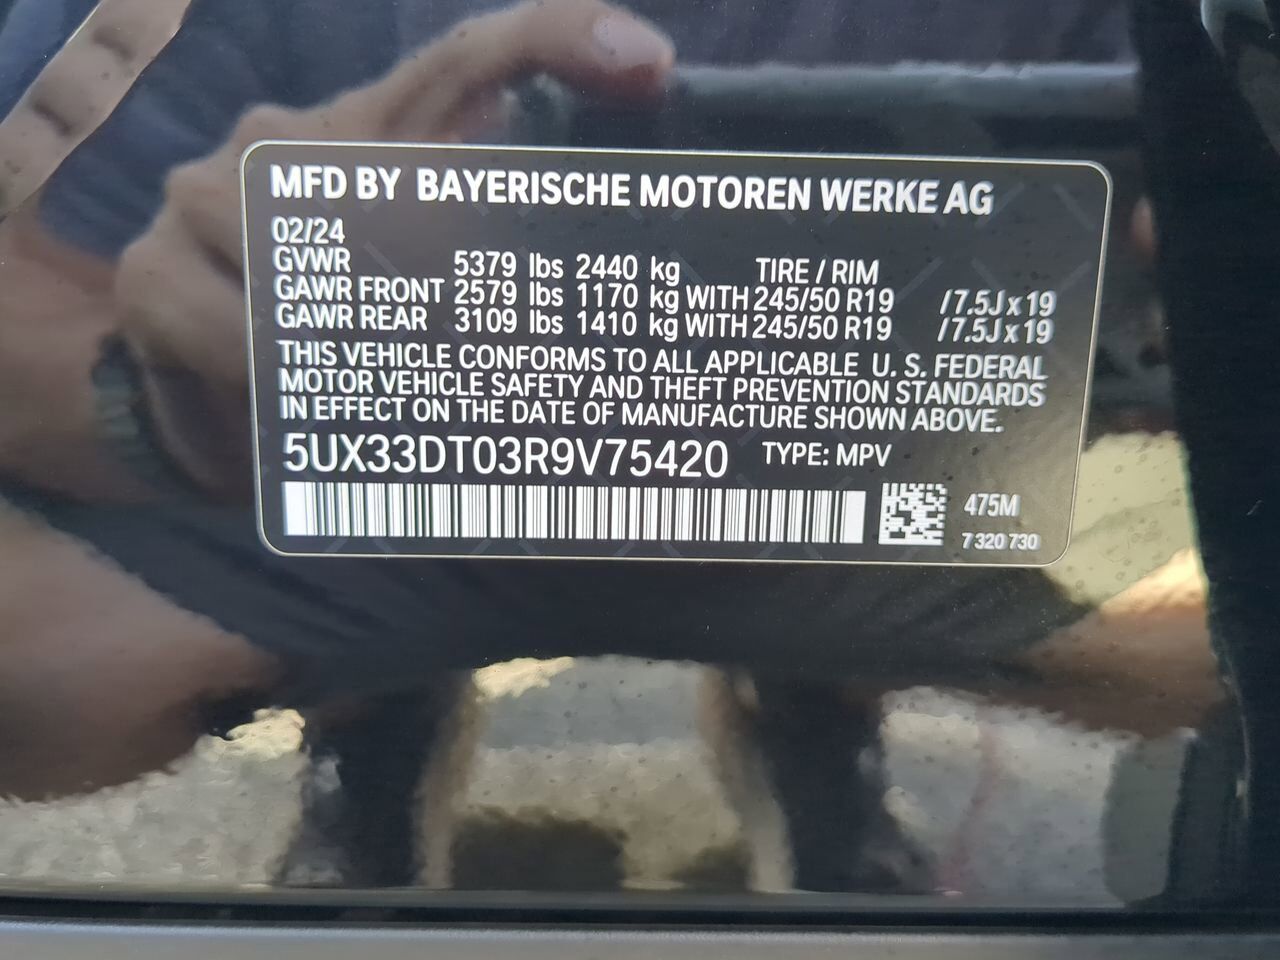 MFD BY BAYERISCHE MOTOREN WERKE AG
02/24
GVWR 5379 lbs 2440 kg TIRE / RIM
GAWR FRONT 2579 lbs 1170 kg WITH 245/50 R19 / 7.5J x 19
GAWR REAR 3109 lbs 1410 kg WITH 245/50 R19 / 7.5J x 19
THIS VEHICLE CONFORMS TO ALL APPLICABLE U. S. FEDERAL
MOTOR VEHICLE SAFETY AND THEFT PREVENTION STANDARDS
IN EFFECT ON THE DATE OF MANUFACTURE SHOWN ABOVE.
5UX33DT03R9V75420 TYPE: MPV
475M
7 320 730